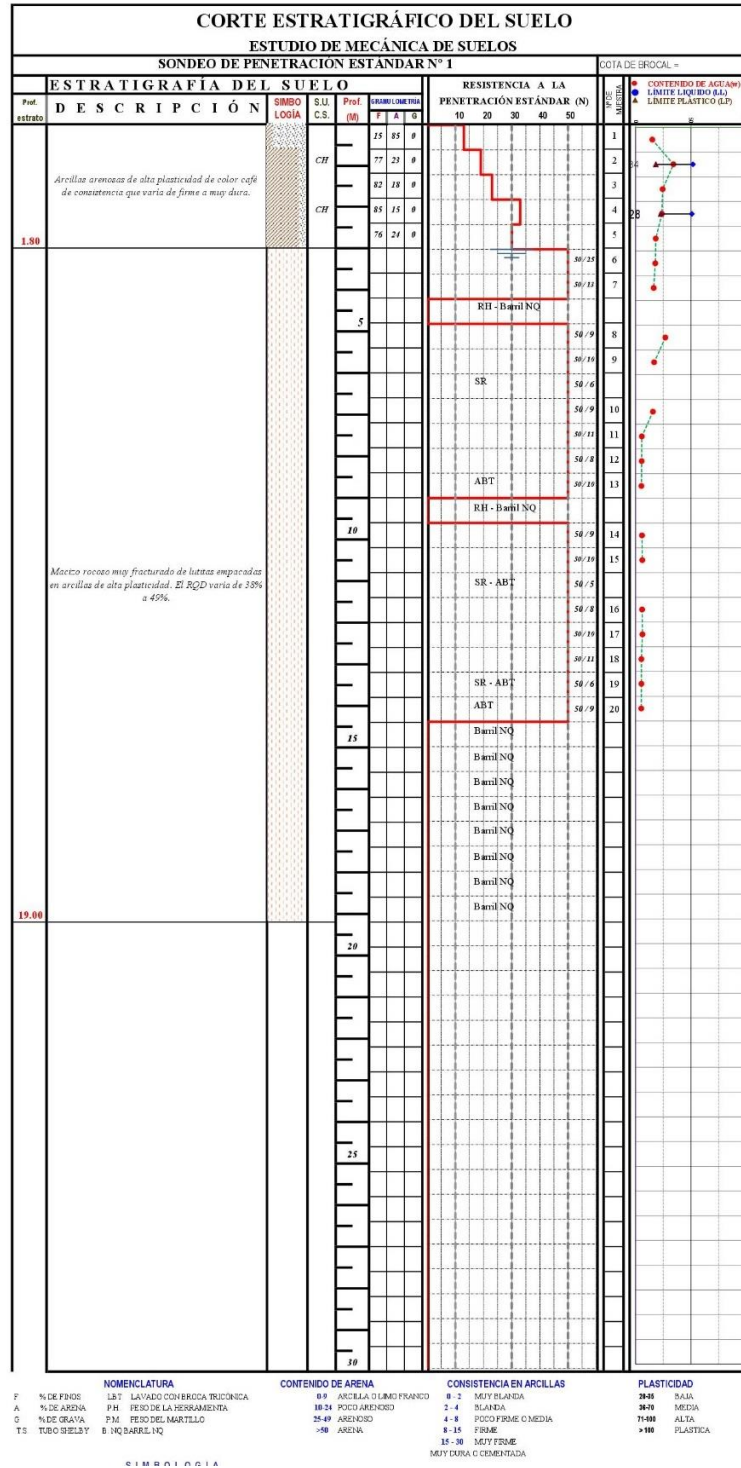 CORTE ESTRATIGRÁFICO DEL SUELO
ESTUDIO DE MECÁNICA DE SUELOS
SONDEO DE PENETRACIÓN ESTÁNDAR Nº 1
COTA DE BROCAL =
ESTRATIGRAFÍA DEL SUELO
RESISTENCIA A LA
PENETRACIÓN ESTÁNDAR (N)
Prof.
estrato
DESCRIPCIÓN
SIMBO
LOGÍA
S.U.
C.S.
Prof.
(M)
GRANULOMETRIA
F A G
10 20 30 40 50
Nº DE
MUESTRA
CONTENIDO DE AGUA(w)
LÍMITE LIQUIDO (LL)
LÍMITE PLASTICO (LP)
15 85 0 1
CH 77 23 0 2
Arcillas arenosas de alta plasticidad de color café
de consistencia que varía de firme a muy dura.
82 18 0 3
CH 85 15 0 4 28
76 24 0 5
1.80
50/25 6
50/13 7
RH - Barril NQ
5
50/9 8
50/10 9
SR 50/6
50/9 10
50/11 11
50/8 12
ABT 50/10 13
RH - Barril NQ
10
50/9 14
50/10 15
Macizo rocoso muy fracturado de lutitas empacadas
en arcillas de alta plasticidad. El RQD varía de 38%
a 49%.
SR - ABT 50/5
50/8 16
50/10 17
50/11 18
SR - ABT 50/6 19
ABT 50/9 20
15
Barril NQ
Barril NQ
Barril NQ
Barril NQ
Barril NQ
Barril NQ
Barril NQ
Barril NQ
19.00
20
25
30
NOMENCLATURA
F % DE FINOS LBT LAVADO CON BROCA TRICÓNICA
A % DE ARENA P.H PESO DE LA HERRAMIENTA
G % DE GRAVA P.M PESO DEL MARTILLO
T.S TUBO SHELBY B. NQ BARRIL NQ
CONTENIDO DE ARENA
0-9 ARCILLA O LIMO FRANCO
10-24 POCO ARENOSO
25-49 ARENOSO
>50 ARENA
CONSISTENCIA EN ARCILLAS
0 - 2 MUY BLANDA
2 - 4 BLANDA
4 - 8 POCO FIRME O MEDIA
8 - 15 FIRME
15 - 30 MUY FIRME
MUY DURA O CEMENTADA
PLASTICIDAD
BAJA
36-70 MEDIA
71-100 ALTA
>100 PLASTICA
SIMBOLOGIA